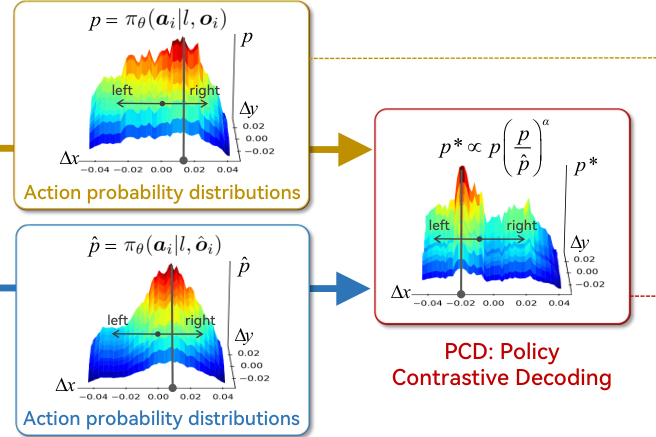 p = π_θ(a_i|l, o_i)
p
left
right
Δy
0.02
0.00
−0.02
Δx
−0.04 −0.02 0.00 0.02 0.04
Action probability distributions
p̂ = π_θ(a_i|l, ô_i)
p̂
left
right
Δy
0.02
0.00
−0.02
Δx
−0.04 −0.02 0.00 0.02 0.04
Action probability distributions
p* ∝ p(p/p̂)^α
p*
left
right
Δy
0.02
0.00
−0.02
Δx
−0.04 −0.02 0.00 0.02 0.04
PCD: Policy
Contrastive Decoding